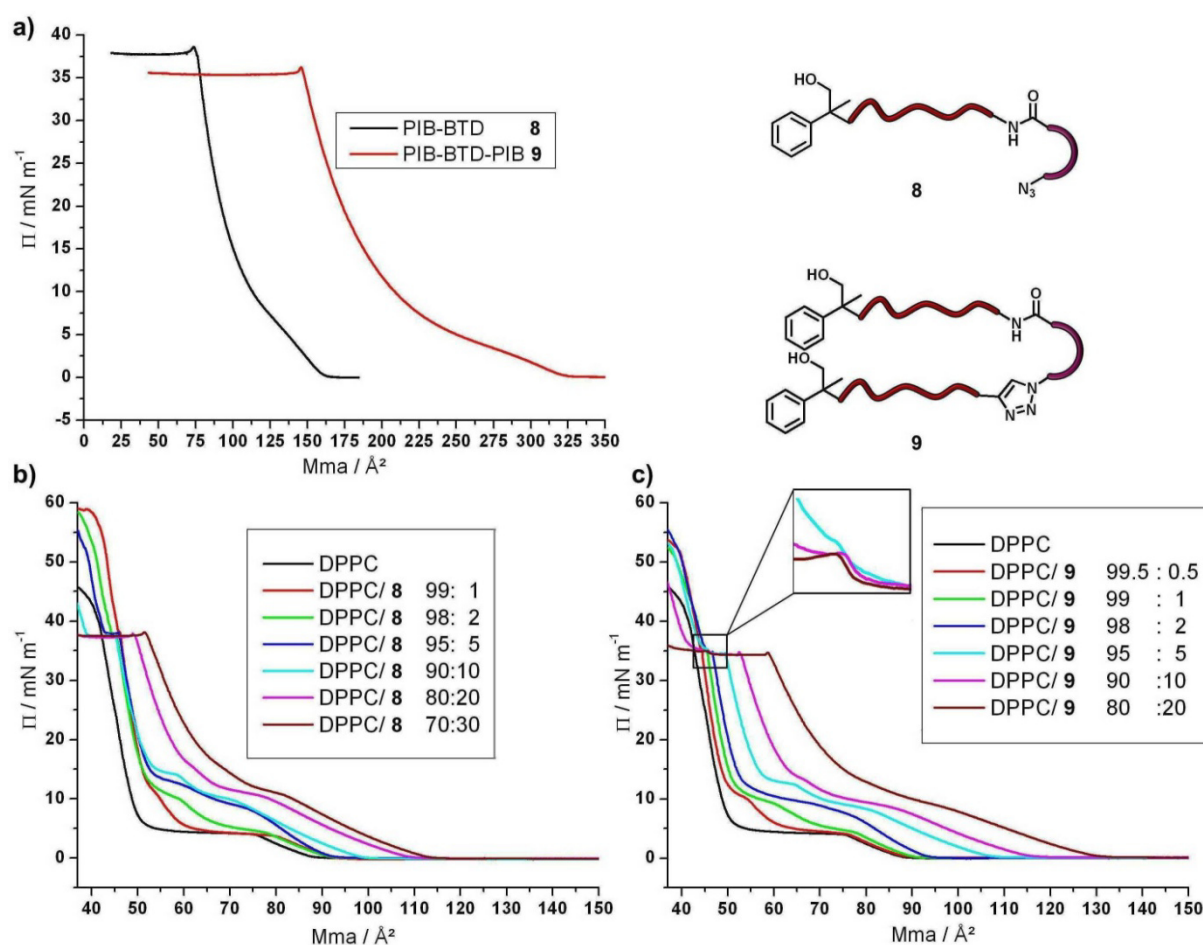 a)
40
35
30
25
20
15
10
5
0
-5
Π / mN m⁻¹
PIB-BTD 8
PIB-BTD-PIB 9
0 25 50 75 100 125 150 175 200 225 250 275 300 325 350
Mma / Å²
HO
O
NH
N₃
8
HO
O
NH
HO
N
N
N
9
b)
60
50
40
30
20
10
0
Π / mN m⁻¹
DPPC
DPPC/ 8 99: 1
DPPC/ 8 98: 2
DPPC/ 8 95: 5
DPPC/ 8 90:10
DPPC/ 8 80:20
DPPC/ 8 70:30
40 50 60 70 80 90 100 110 120 130 140 150
Mma / Å²
c)
60
50
40
30
20
10
0
Π / mN m⁻¹
DPPC
DPPC/ 9 99.5 : 0.5
DPPC/ 9 99 : 1
DPPC/ 9 98 : 2
DPPC/ 9 95 : 5
DPPC/ 9 90 :10
DPPC/ 9 80 :20
40 50 60 70 80 90 100 110 120 130 140 150
Mma / Å²